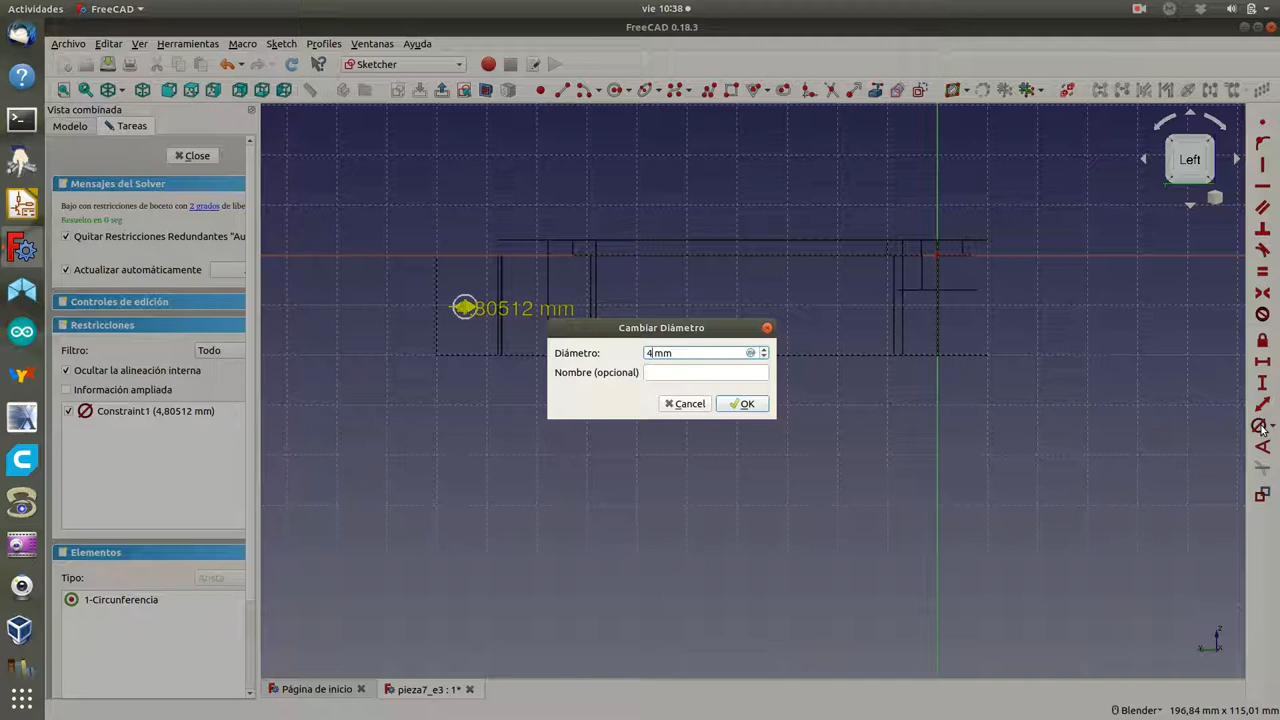 Actividades
FreeCAD
vie 10:38
FreeCAD 0.18.3
Archivo
Editar
Ver
Herramientas
Macro
Sketch
Profiles
Ventanas
Ayuda
Sketcher
Vista combinada
Modelo
Tareas
Close
Mensajes del Solver
Bajo con restricciones de boceto con 2 grados de libe
Resuelto en 0 seg
Quitar Restricciones Redundantes "Au
Actualizar automáticamente
Controles de edición
Restricciones
Filtro:
Todo
Ocultar la alineación interna
Información ampliada
Constraint1 (4,80512 mm)
Elementos
Tipo:
Arista
1-Circunferencia
80512 mm
Cambiar Diámetro
Diámetro:
4 mm
Nombre (opcional)
Cancel
OK
Left
Z
Página de inicio
pieza7_e3 : 1*
Blender
196,84 mm x 115,01 mm